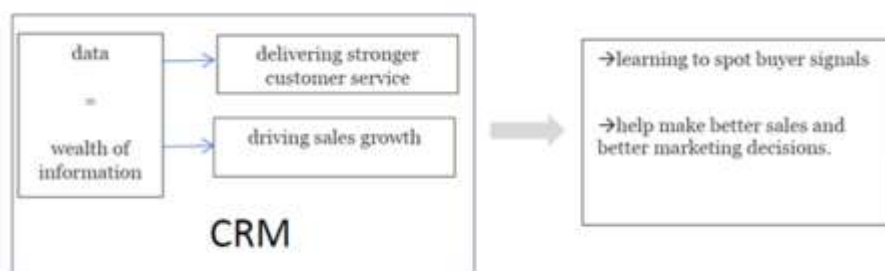 data
=
wealth of
information
delivering stronger
customer service
driving sales growth
CRM
→learning to spot buyer signals
→help make better sales and
better marketing decisions.